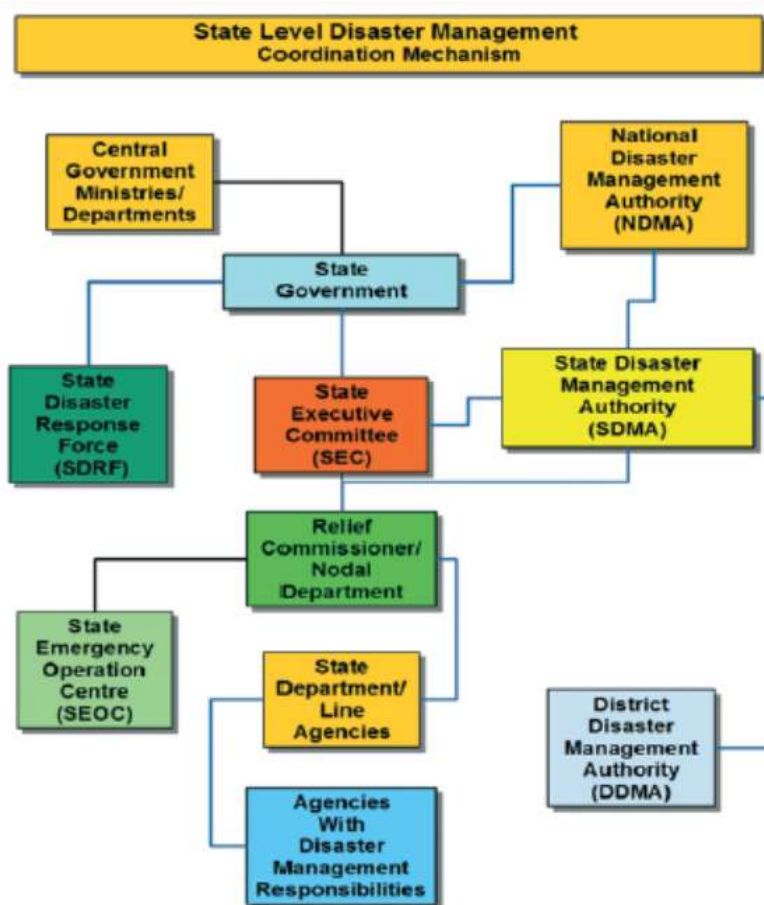 State Level Disaster Management
Coordination Mechanism
Central
Government
Ministries/
Departments
National
Disaster
Management
Authority
(NDMA)
State
Government
State
Disaster
Response
Force
(SDRF)
State
Executive
Committee
(SEC)
State Disaster
Management
Authority
(SDMA)
Relief
Commissioner/
Nodal
Department
State
Emergency
Operation
Centre
(SEOC)
State
Department/
Line
Agencies
District
Disaster
Management
Authority
(DDMA)
Agencies
With
Disaster
Management
Responsibilities